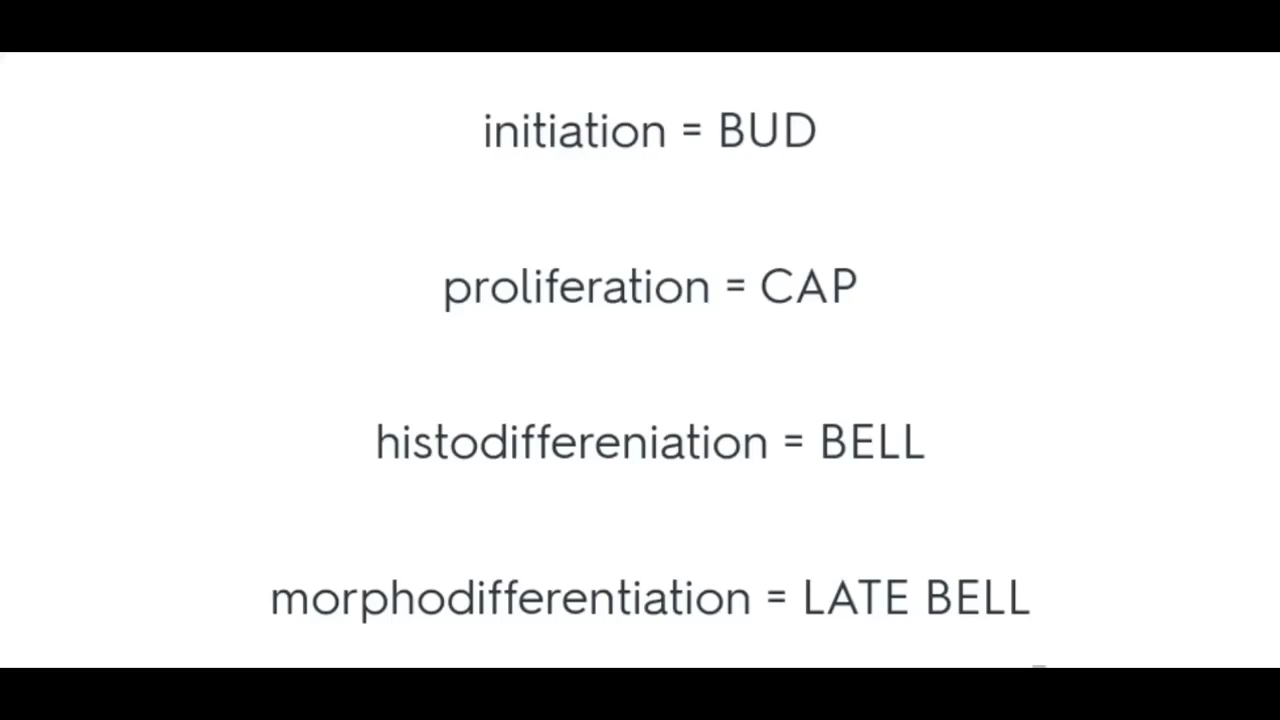 initiation = BUD
proliferation = CAP
histodiffereniation = BELL
morphodifferentiation = LATE BELL